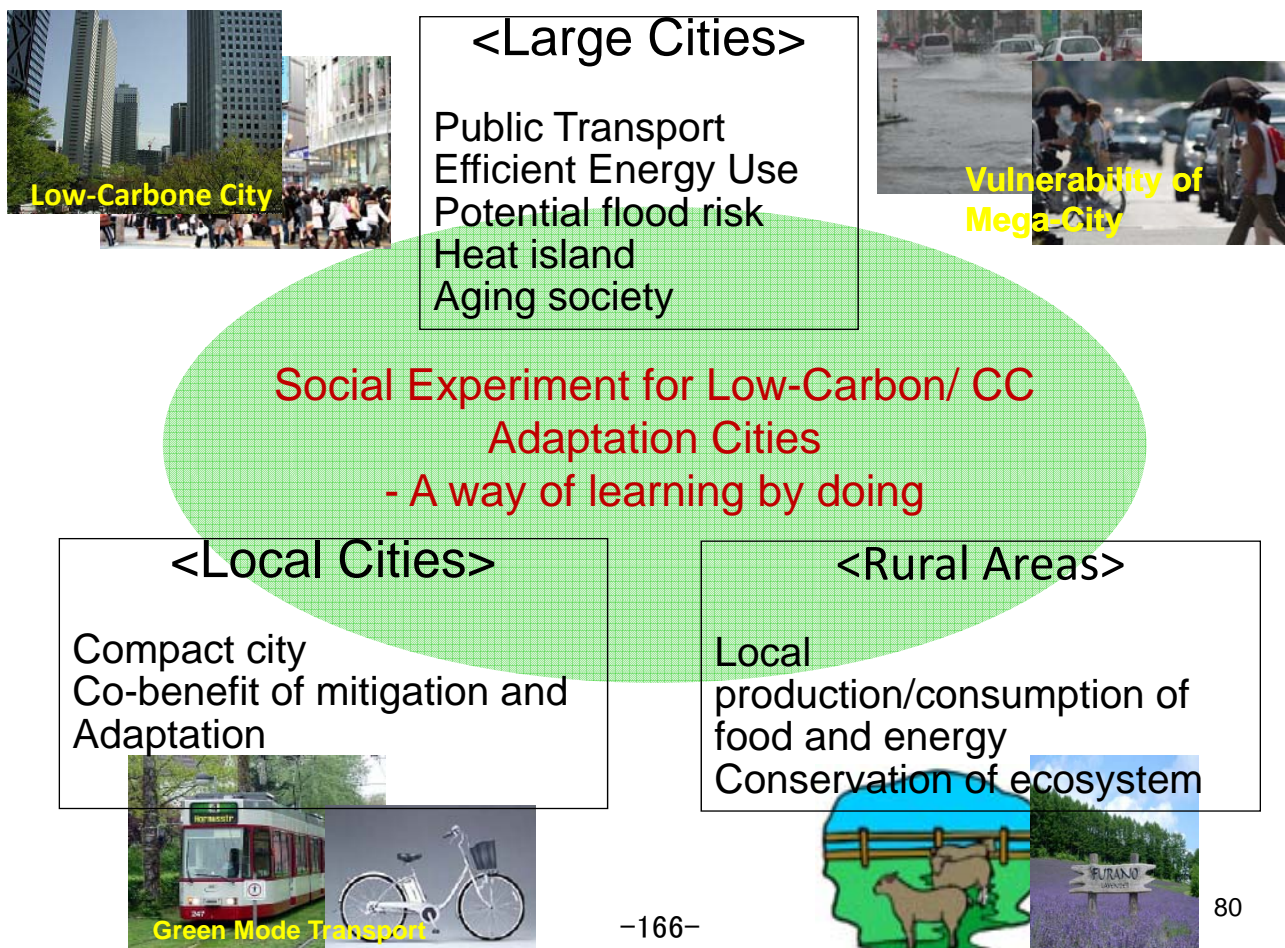 <Large Cities>
Public Transport
Efficient Energy Use
Potential flood risk
Heat island
Aging society
Low-Carbone City
Vulnerability of
Mega-City
Social Experiment for Low-Carbon/ CC
Adaptation Cities
- A way of learning by doing
<Local Cities>
Compact city
Co-benefit of mitigation and
Adaptation
<Rural Areas>
Local
production/consumption of
food and energy
Conservation of ecosystem
247
Green Mode Transport
FURANO
-166-
80